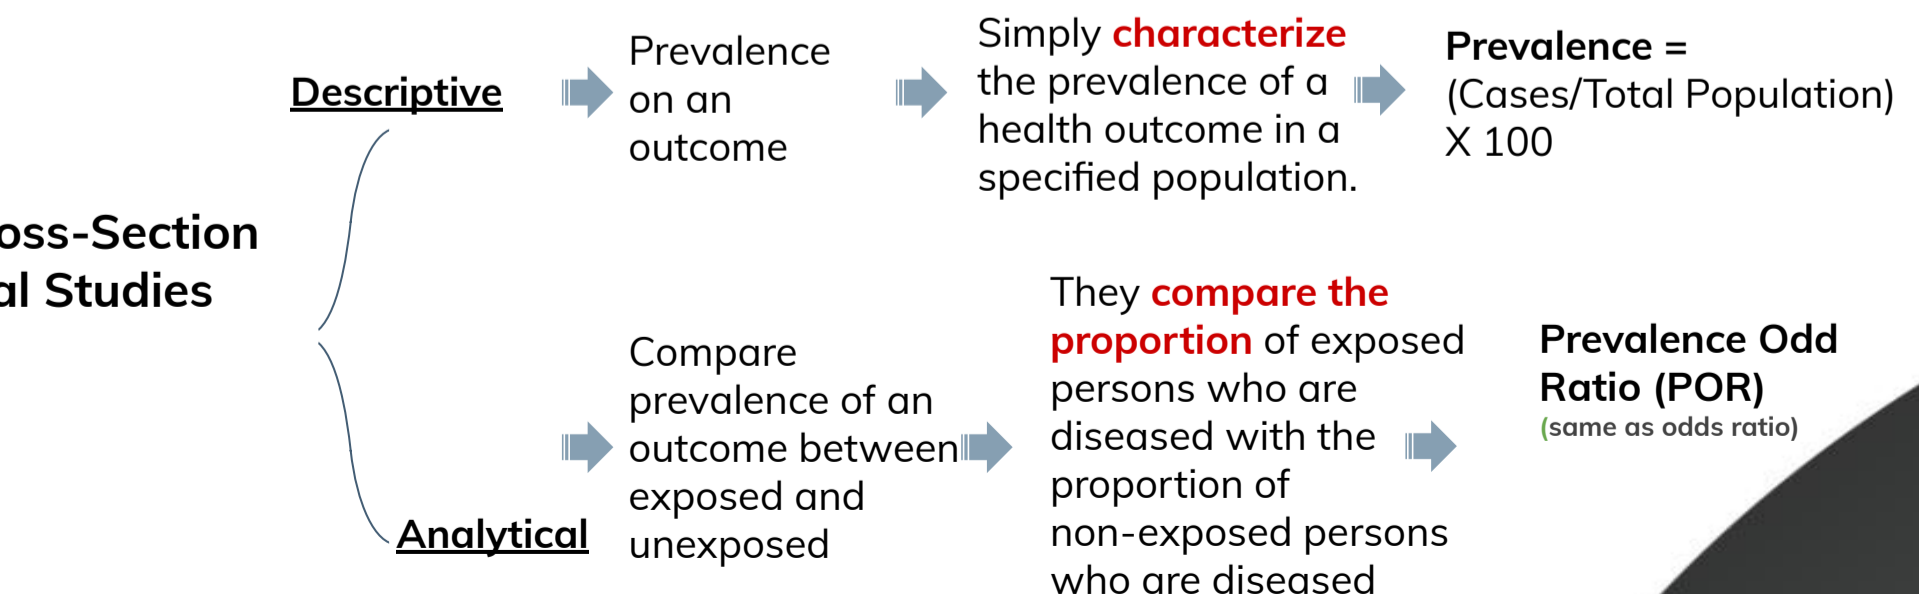 Descriptive
Prevalence
on an
outcome
Simply characterize
the prevalence of a
health outcome in a
specified population.
Prevalence =
(Cases/Total Population)
X 100
oss-Section
al Studies
Analytical
Compare
prevalence of an
outcome between
exposed and
unexposed
They compare the
proportion of exposed
persons who are
diseased with the
proportion of
non-exposed persons
who are diseased
Prevalence Odd
Ratio (POR)
(same as odds ratio)